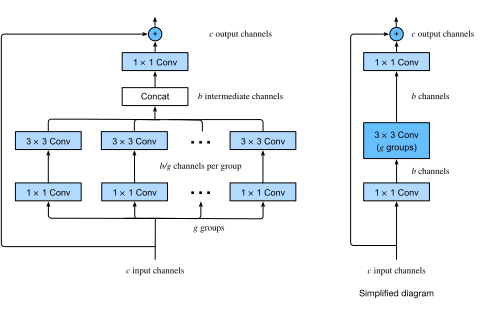 +
c output channels
1 × 1 Conv
Concat
b intermediate channels
3 × 3 Conv
3 × 3 Conv
...
3 × 3 Conv
b/g channels per group
1 × 1 Conv
1 × 1 Conv
...
1 × 1 Conv
g groups
c input channels
+
c output channels
1 × 1 Conv
b channels
3 × 3 Conv
(g groups)
b channels
1 × 1 Conv
c input channels
Simplified diagram